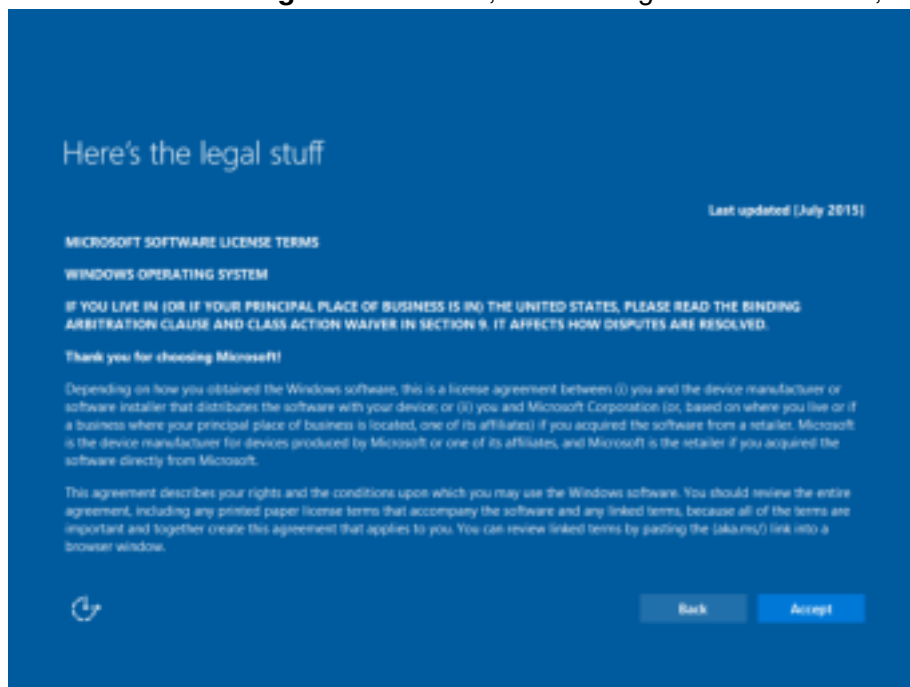 Here's the legal stuff
Last updated (July 2015)
MICROSOFT SOFTWARE LICENSE TERMS
WINDOWS OPERATING SYSTEM
IF YOU LIVE IN (OR IF YOUR PRINCIPAL PLACE OF BUSINESS IS IN) THE UNITED STATES, PLEASE READ THE BINDING
ARBITRATION CLAUSE AND CLASS ACTION WAIVER IN SECTION 9. IT AFFECTS HOW DISPUTES ARE RESOLVED.
Thank you for choosing Microsoft!
Depending on how you obtained the Windows software, this is a license agreement between (i) you and the device manufacturer or
software installer that distributes the software with your device; or (ii) you and Microsoft Corporation (or, based on where you live or if
a business where your principal place of business is located, one of its affiliates) if you acquired the software from a retailer. Microsoft
is the device manufacturer for devices produced by Microsoft or one of its affiliates, and Microsoft is the retailer if you acquired the
software directly from Microsoft.
This agreement describes your rights and the conditions upon which you may use the Windows software. You should review the entire
agreement, including any printed paper license terms that accompany the software and any linked terms, because all of the terms are
important and together create this agreement that applies to you. You can review linked terms by pasting the (aka.ms/) link into a
browser window.
Back Accept